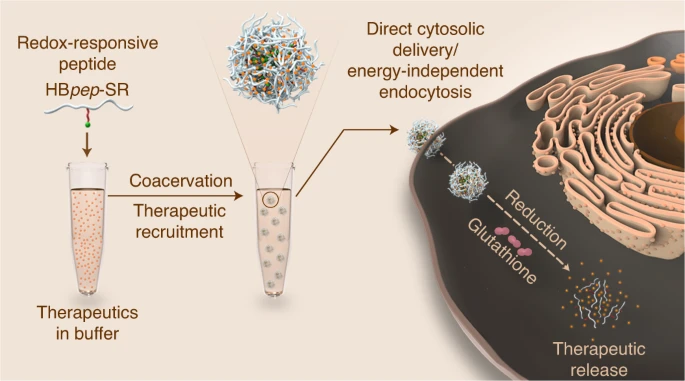 Redox-responsive
peptide
HBpep-SR
Coacervation
Therapeutic
recruitment
Therapeutics
in buffer
Direct cytosolic
delivery/
energy-independent
endocytosis
Reduction
Glutathione
Therapeutic
release